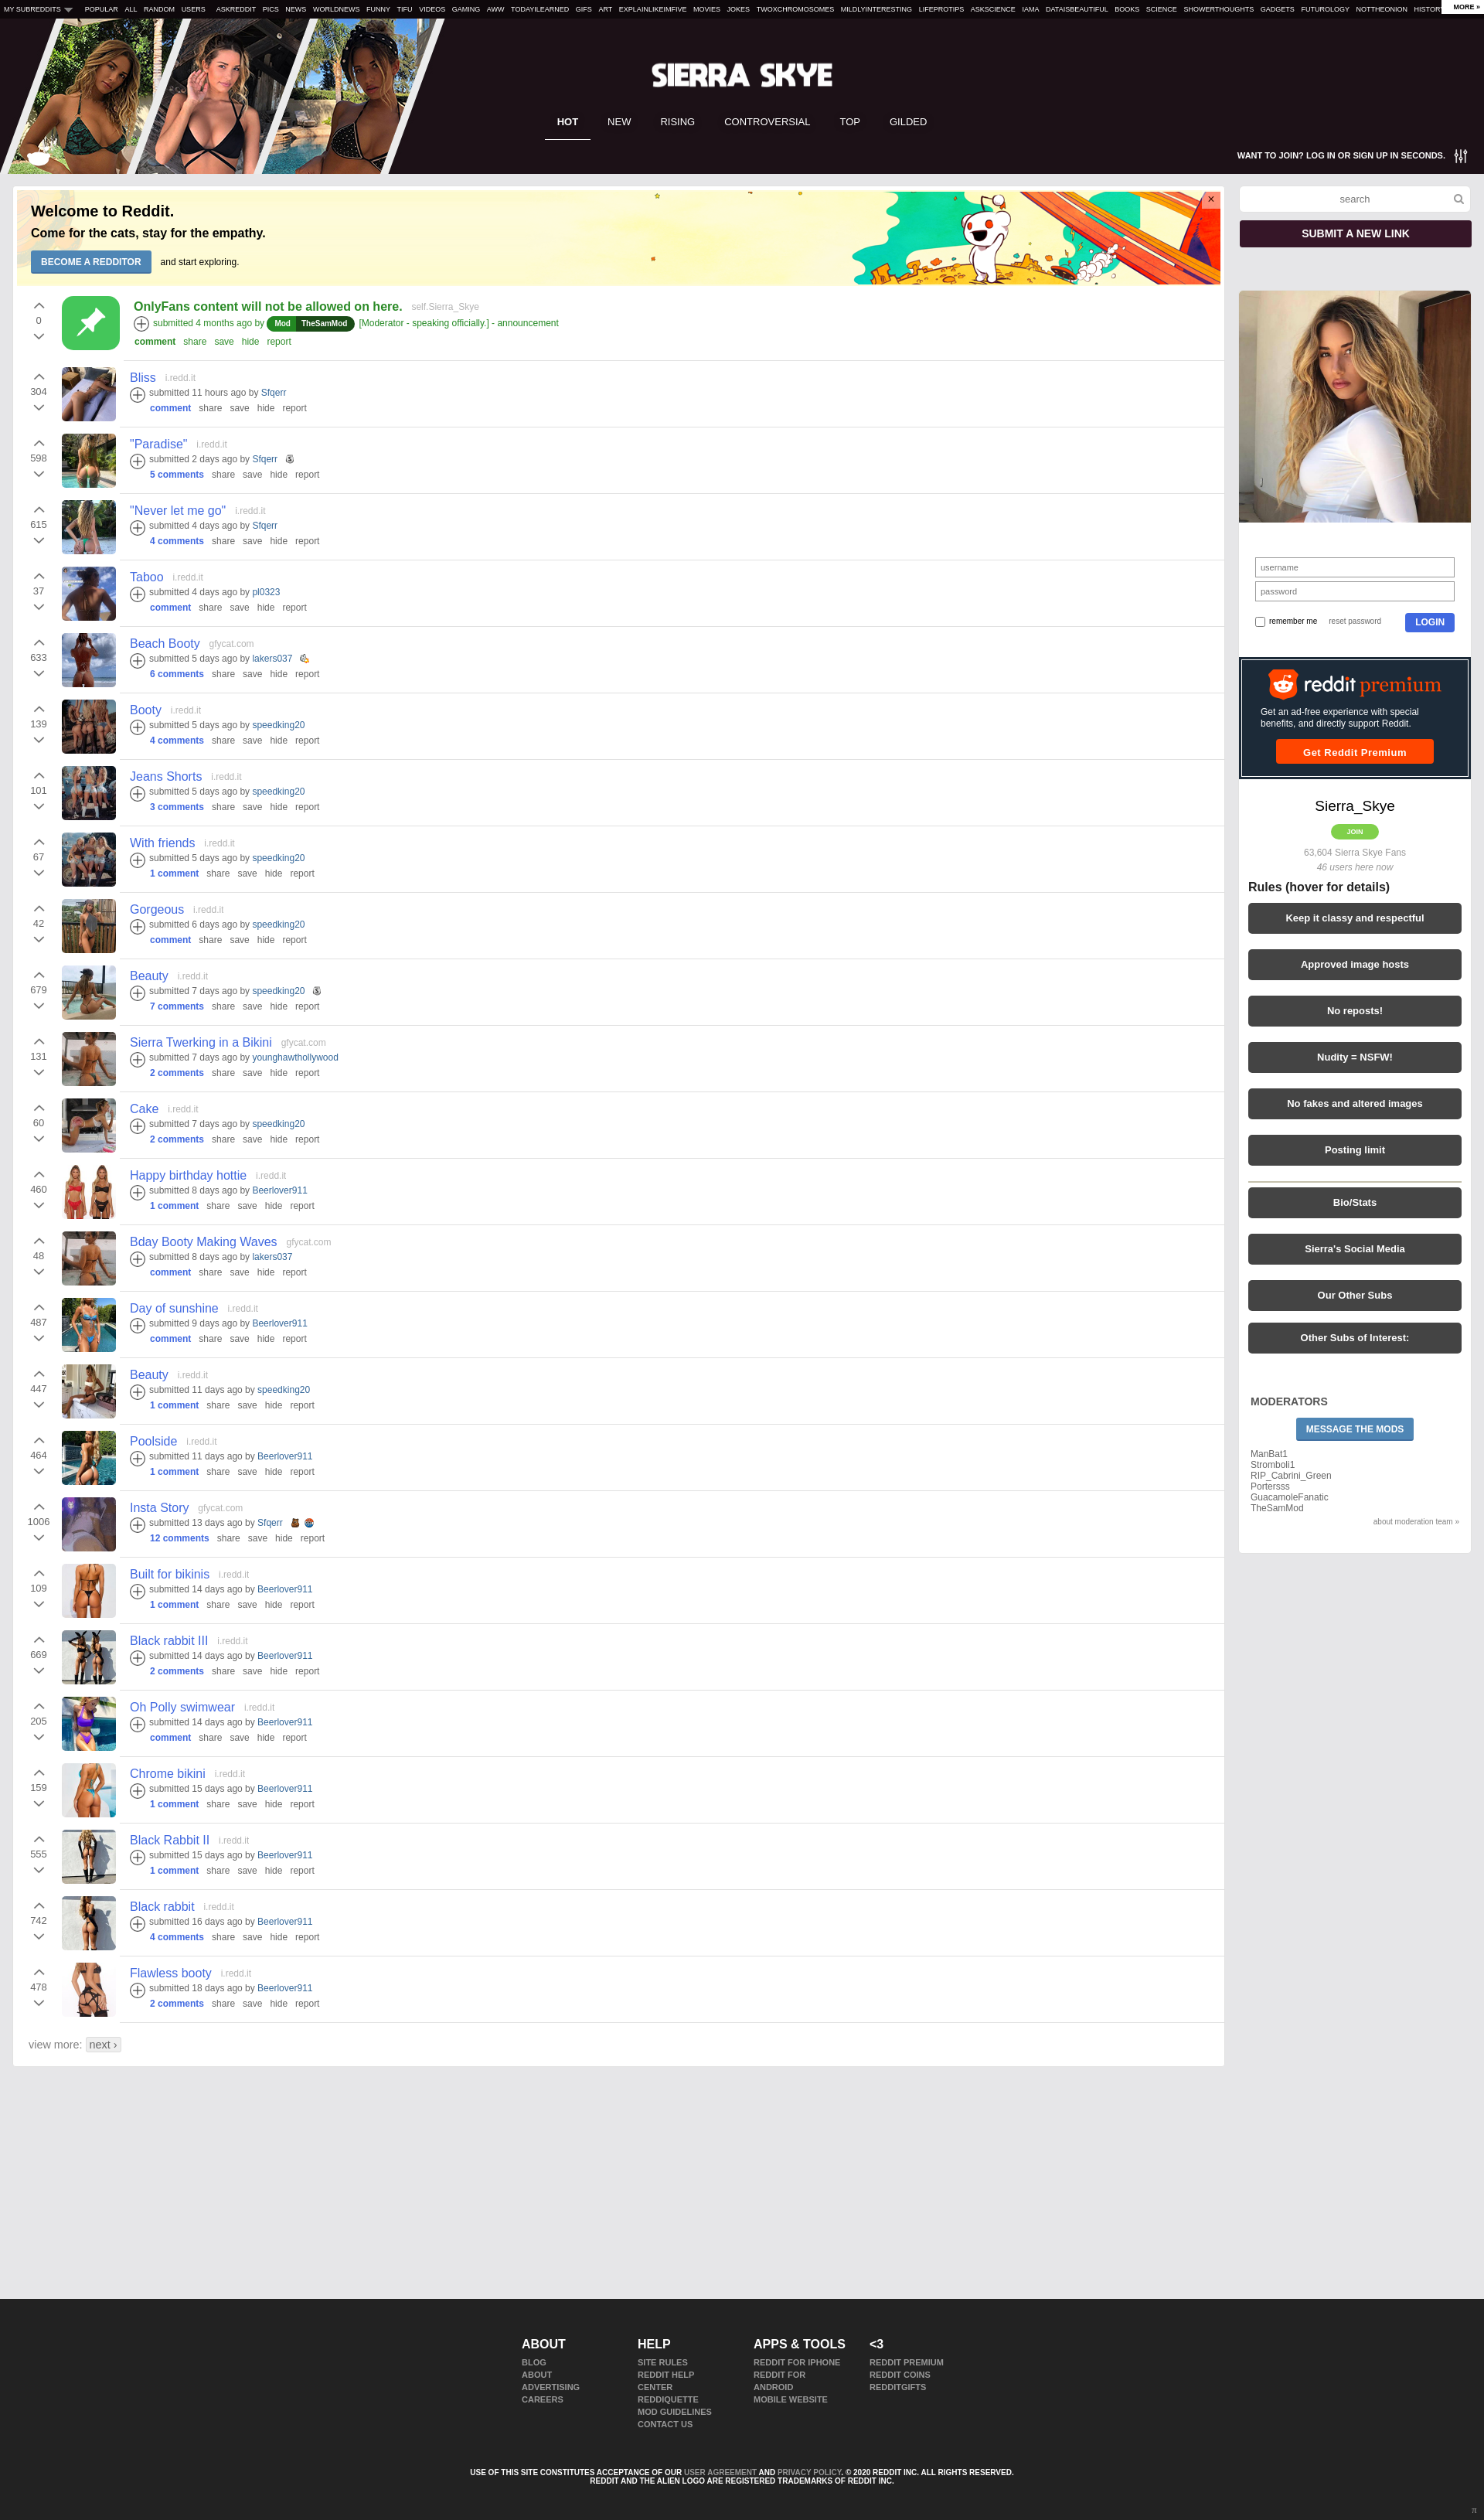 MY SUBREDDITS POPULAR ALL RANDOM USERS ASKREDDIT PICS NEWS WORLDNEWS FUNNY TIFU VIDEOS GAMING AWW TODAYILEARNED GIFS ART EXPLAINLIKEIMFIVE MOVIES JOKES TWOXCHROMOSOMES MILDLYINTERESTING LIFEPROTIPS ASKSCIENCE IAMA DATAISBEAUTIFUL BOOKS SCIENCE SHOWERTHOUGHTS GADGETS FUTUROLOGY NOTTHEONION HISTORY MORE »
SIERRA SKYE
HOT NEW RISING CONTROVERSIAL TOP GILDED
WANT TO JOIN? LOG IN OR SIGN UP IN SECONDS.
Welcome to Reddit.
Come for the cats, stay for the empathy.
BECOME A REDDITOR and start exploring.
×
0
OnlyFans content will not be allowed on here. self.Sierra_Skye
submitted 4 months ago by Mod TheSamMod [Moderator - speaking officially.] - announcement
comment share save hide report
304
Bliss i.redd.it
submitted 11 hours ago by Sfqerr
comment share save hide report
598
"Paradise" i.redd.it
submitted 2 days ago by Sfqerr
5 comments share save hide report
615
"Never let me go" i.redd.it
submitted 4 days ago by Sfqerr
4 comments share save hide report
37
Taboo i.redd.it
submitted 4 days ago by pl0323
comment share save hide report
633
Beach Booty gfycat.com
submitted 5 days ago by lakers037
6 comments share save hide report
139
Booty i.redd.it
submitted 5 days ago by speedking20
4 comments share save hide report
101
Jeans Shorts i.redd.it
submitted 5 days ago by speedking20
3 comments share save hide report
67
With friends i.redd.it
submitted 5 days ago by speedking20
1 comment share save hide report
42
Gorgeous i.redd.it
submitted 6 days ago by speedking20
comment share save hide report
679
Beauty i.redd.it
submitted 7 days ago by speedking20
7 comments share save hide report
131
Sierra Twerking in a Bikini gfycat.com
submitted 7 days ago by younghawthollywood
2 comments share save hide report
60
Cake i.redd.it
submitted 7 days ago by speedking20
2 comments share save hide report
460
Happy birthday hottie i.redd.it
submitted 8 days ago by Beerlover911
1 comment share save hide report
48
Bday Booty Making Waves gfycat.com
submitted 8 days ago by lakers037
comment share save hide report
487
Day of sunshine i.redd.it
submitted 9 days ago by Beerlover911
comment share save hide report
447
Beauty i.redd.it
submitted 11 days ago by speedking20
1 comment share save hide report
464
Poolside i.redd.it
submitted 11 days ago by Beerlover911
1 comment share save hide report
1006
Insta Story gfycat.com
submitted 13 days ago by Sfqerr
12 comments share save hide report
109
Built for bikinis i.redd.it
submitted 14 days ago by Beerlover911
1 comment share save hide report
669
Black rabbit III i.redd.it
submitted 14 days ago by Beerlover911
2 comments share save hide report
205
Oh Polly swimwear i.redd.it
submitted 14 days ago by Beerlover911
comment share save hide report
159
Chrome bikini i.redd.it
submitted 15 days ago by Beerlover911
1 comment share save hide report
555
Black Rabbit II i.redd.it
submitted 15 days ago by Beerlover911
1 comment share save hide report
742
Black rabbit i.redd.it
submitted 16 days ago by Beerlover911
4 comments share save hide report
478
Flawless booty i.redd.it
submitted 18 days ago by Beerlover911
2 comments share save hide report
view more: next ›
search
SUBMIT A NEW LINK
username
password
remember me reset password LOGIN
reddit premium
Get an ad-free experience with special
benefits, and directly support Reddit.
Get Reddit Premium
Sierra_Skye
JOIN
63,604 Sierra Skye Fans
46 users here now
Rules (hover for details)
Keep it classy and respectful
Approved image hosts
No reposts!
Nudity = NSFW!
No fakes and altered images
Posting limit
Bio/Stats
Sierra's Social Media
Our Other Subs
Other Subs of Interest:
MODERATORS
MESSAGE THE MODS
ManBat1
Stromboli1
RIP_Cabrini_Green
Portersss
GuacamoleFanatic
TheSamMod
about moderation team »
ABOUT
BLOG
ABOUT
ADVERTISING
CAREERS
HELP
SITE RULES
REDDIT HELP
CENTER
REDDIQUETTE
MOD GUIDELINES
CONTACT US
APPS & TOOLS
REDDIT FOR IPHONE
REDDIT FOR
ANDROID
MOBILE WEBSITE
<3
REDDIT PREMIUM
REDDIT COINS
REDDITGIFTS
USE OF THIS SITE CONSTITUTES ACCEPTANCE OF OUR USER AGREEMENT AND PRIVACY POLICY. © 2020 REDDIT INC. ALL RIGHTS RESERVED.
REDDIT AND THE ALIEN LOGO ARE REGISTERED TRADEMARKS OF REDDIT INC.
π